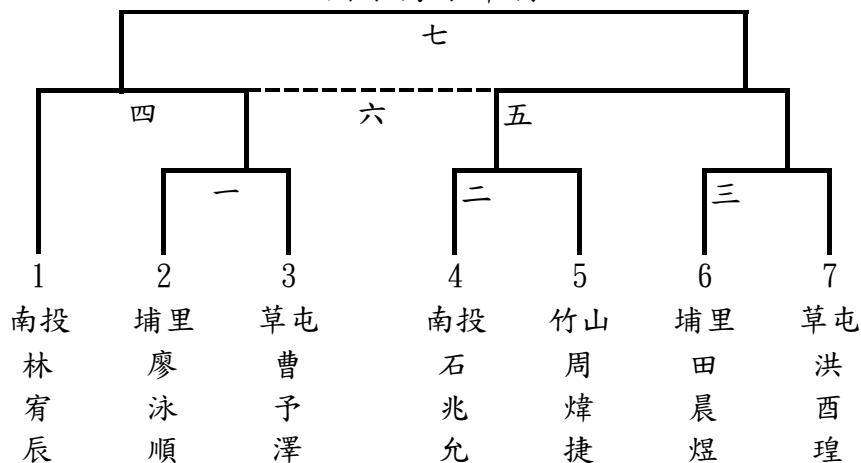 七
四 六 五
一 二 三
1 2 3 4 5 6 7
南投 埔里 草屯 南投 竹山 埔里 草屯
林 廖 曹 石 周 田 洪
宥 泳 予 兆 煒 晨 酉
辰 順 澤 允 捷 煜 瑝